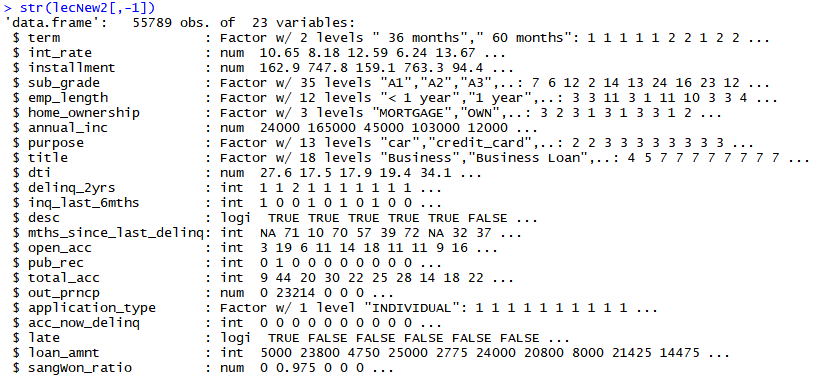 > str(lecNew2[,-1])
'data.frame':   55789 obs. of  23 variables:
 $ term                  : Factor w/ 2 levels " 36 months"," 60 months": 1 1 1 1 1 2 2 1 2 2 ...
 $ int_rate              : num  10.65 8.18 12.59 6.24 13.67 ...
 $ installment           : num  162.9 747.8 159.1 763.3 94.4 ...
 $ sub_grade             : Factor w/ 35 levels "A1","A2","A3",..: 7 6 12 2 14 13 24 16 23 12 ...
 $ emp_length            : Factor w/ 12 levels "< 1 year","1 year",..: 3 3 11 3 1 11 10 3 3 4 ...
 $ home_ownership        : Factor w/ 3 levels "MORTGAGE","OWN",..: 3 2 3 1 3 1 3 3 1 2 ...
 $ annual_inc            : num  24000 165000 45000 103000 12000 ...
 $ purpose               : Factor w/ 13 levels "car","credit_card",..: 2 2 3 3 3 3 3 3 3 3 ...
 $ title                 : Factor w/ 18 levels "Business","Business Loan",..: 4 5 7 7 7 7 7 7 7 7 ...
 $ dti                   : num  27.6 17.5 17.9 19.4 34.1 ...
 $ delinq_2yrs           : int  1 1 2 1 1 1 1 1 1 1 ...
 $ inq_last_6mths        : int  1 0 0 1 0 1 0 1 0 0 ...
 $ desc                  : logi  TRUE TRUE TRUE TRUE TRUE FALSE ...
 $ mths_since_last_delinq: int  NA 71 10 70 57 39 72 NA 32 37 ...
 $ open_acc              : int  3 19 6 11 14 18 11 11 9 16 ...
 $ pub_rec               : int  0 1 0 0 0 0 0 0 0 0 ...
 $ total_acc             : int  9 44 20 30 22 25 28 14 18 22 ...
 $ out_prncp             : num  0 23214 0 0 0 ...
 $ application_type      : Factor w/ 1 level "INDIVIDUAL": 1 1 1 1 1 1 1 1 1 1 ...
 $ acc_now_delinq        : int  0 0 0 0 0 0 0 0 0 0 ...
 $ late                  : logi  TRUE FALSE FALSE FALSE FALSE FALSE ...
 $ loan_amnt             : int  5000 23800 4750 25000 2775 24000 20800 8000 21425 14475 ...
 $ sangWon_ratio         : num  0 0.975 0 0 0 ...